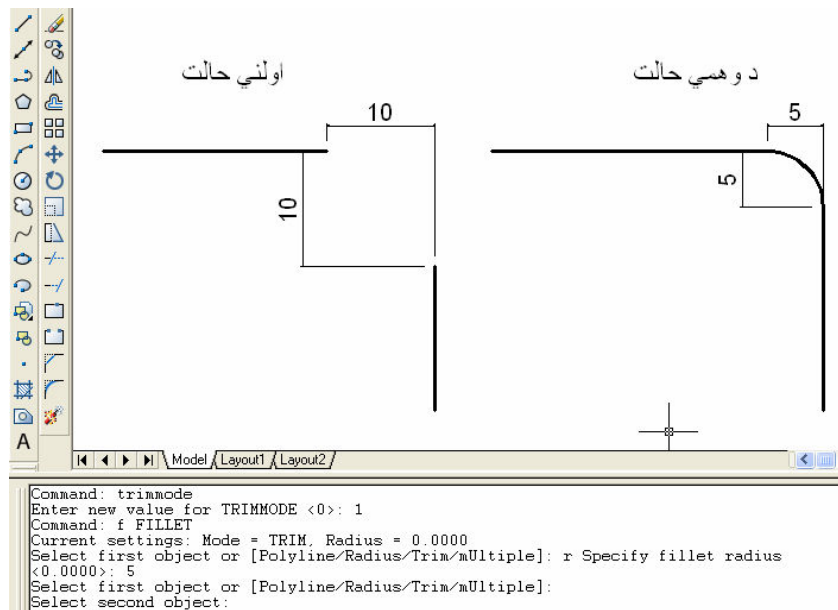 اولني حالت
دوهمي حالت
10
5
10
5
A
Model Layout1 Layout2
Command: trimmode
Enter new value for TRIMMODE <0>: 1
Command: f FILLET
Current settings: Mode = TRIM, Radius = 0.0000
Select first object or [Polyline/Radius/Trim/mUltiple]: r Specify fillet radius
<0.0000>: 5
Select first object or [Polyline/Radius/Trim/mUltiple]:
Select second object: